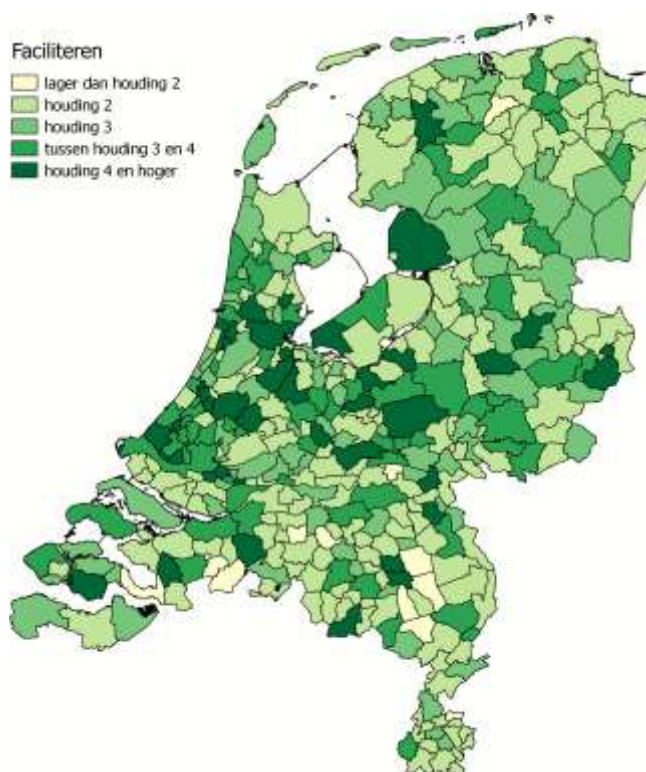 Faciliteren
lager dan houding 2
houding 2
houding 3
tussen houding 3 en 4
houding 4 en hoger